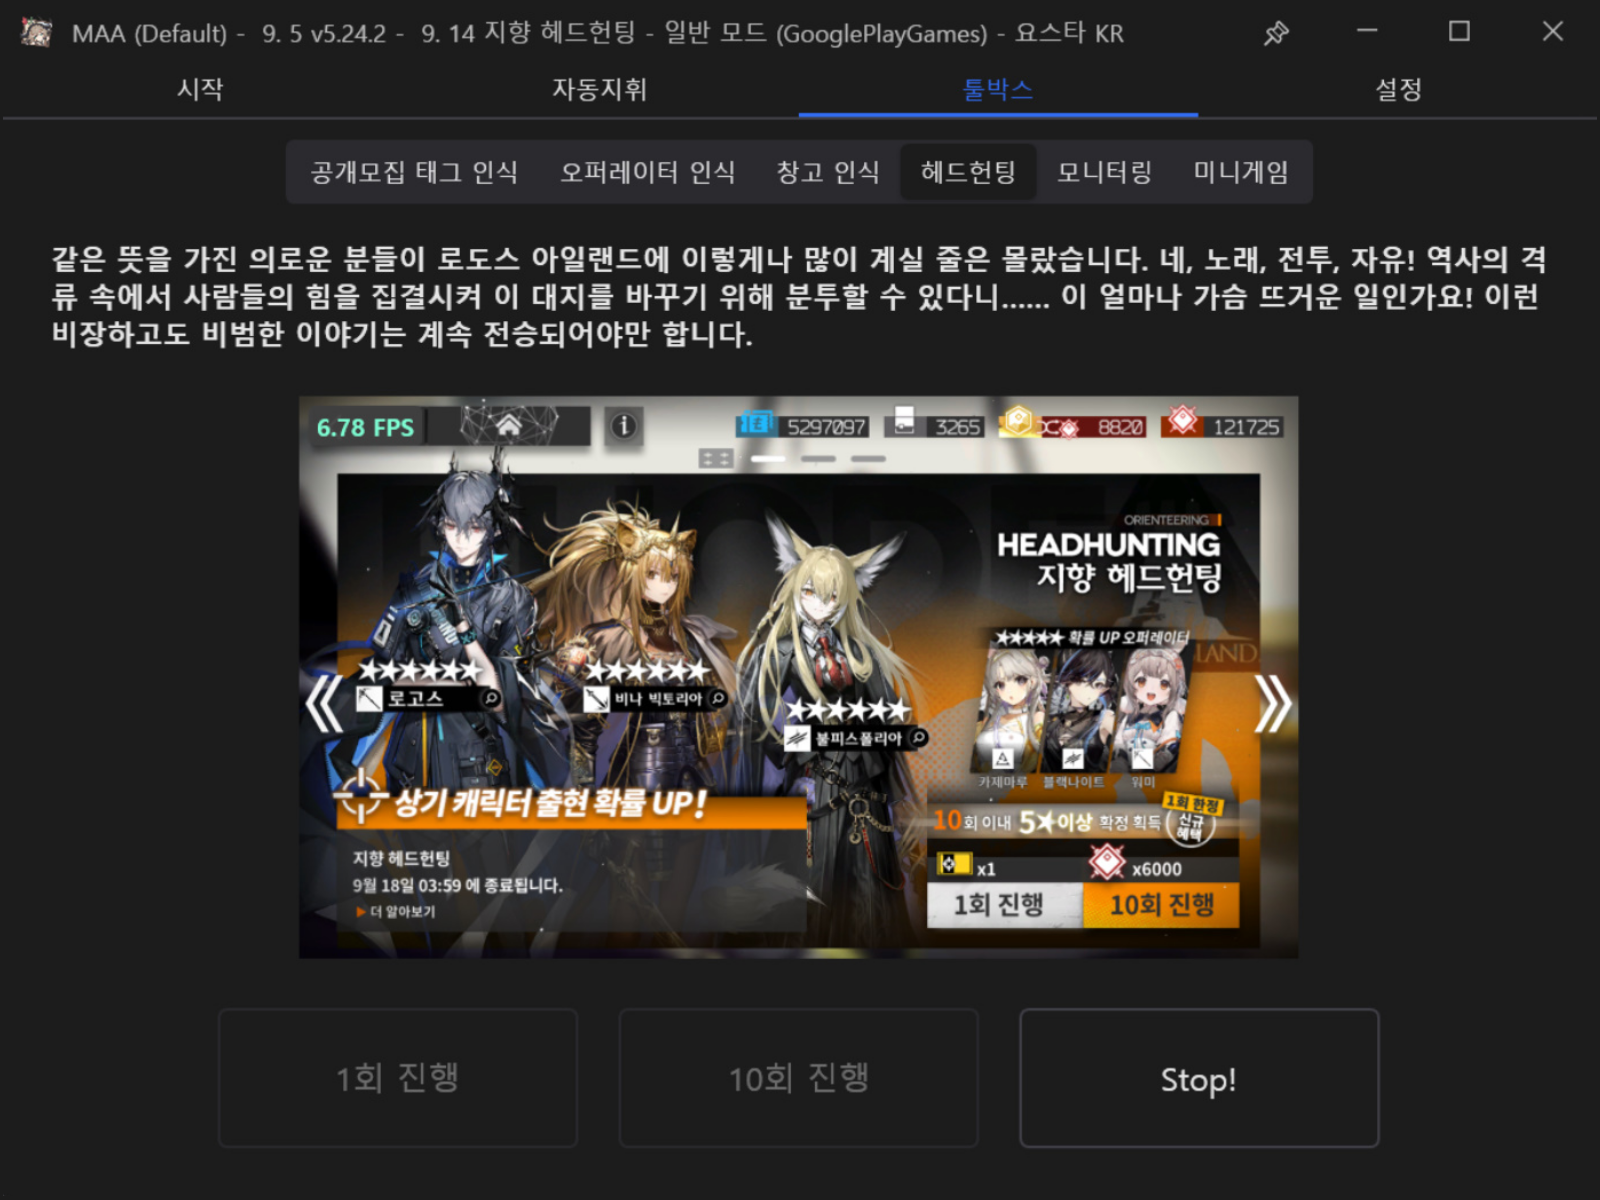 MAA (Default) - 9. 5 v5.24.2 - 9. 14 지향 헤드헌팅 - 일반 모드 (GooglePlayGames) - 요스타 KR
시작 자동지휘 툴박스 설정
공개모집 태그 인식 오퍼레이터 인식 창고 인식 헤드헌팅 모니터링 미니게임
같은 뜻을 가진 의로운 분들이 로도스 아일랜드에 이렇게나 많이 계실 줄은 몰랐습니다. 네, 노래, 전투, 자유! 역사의 격
류 속에서 사람들의 힘을 집결시켜 이 대지를 바꾸기 위해 분투할 수 있다니...... 이 얼마나 가슴 뜨거운 일인가요! 이런
비장하고도 비범한 이야기는 계속 전승되어야만 합니다.
6.78 FPS
5297097 3265 8820 121725
ORIENTEERING
HEADHUNTING
지향 헤드헌팅
★★★★★ 확률 UP 오퍼레이터
LAND
★★★★★★
로고스
★★★★★★
비나 빅토리아
★★★★★★
불피스폴리아
카제마루 블랙나이트 워미
상기 캐릭터 출현 확률 UP!
지향 헤드헌팅
9월 18일 03:59 에 종료됩니다.
▶더 알아보기
10회 이내 5★이상 확정 획득
1회 한정
신규
혜택
x1 x6000
1회 진행 10회 진행
1회 진행 10회 진행 Stop!